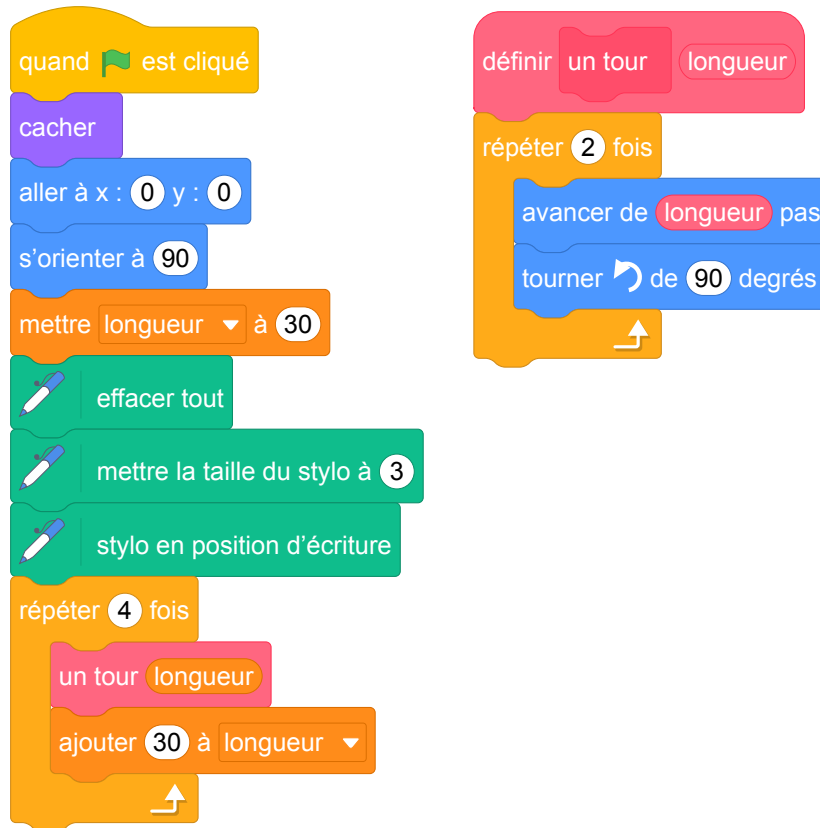 quand est cliqué
cacher
aller à x : 0 y : 0
s’orienter à 90
mettre longueur à 30
effacer tout
mettre la taille du stylo à 3
stylo en position d’écriture
répéter 4 fois
un tour longueur
ajouter 30 à longueur
définir un tour longueur
répéter 2 fois
avancer de longueur pas
tourner de 90 degrés